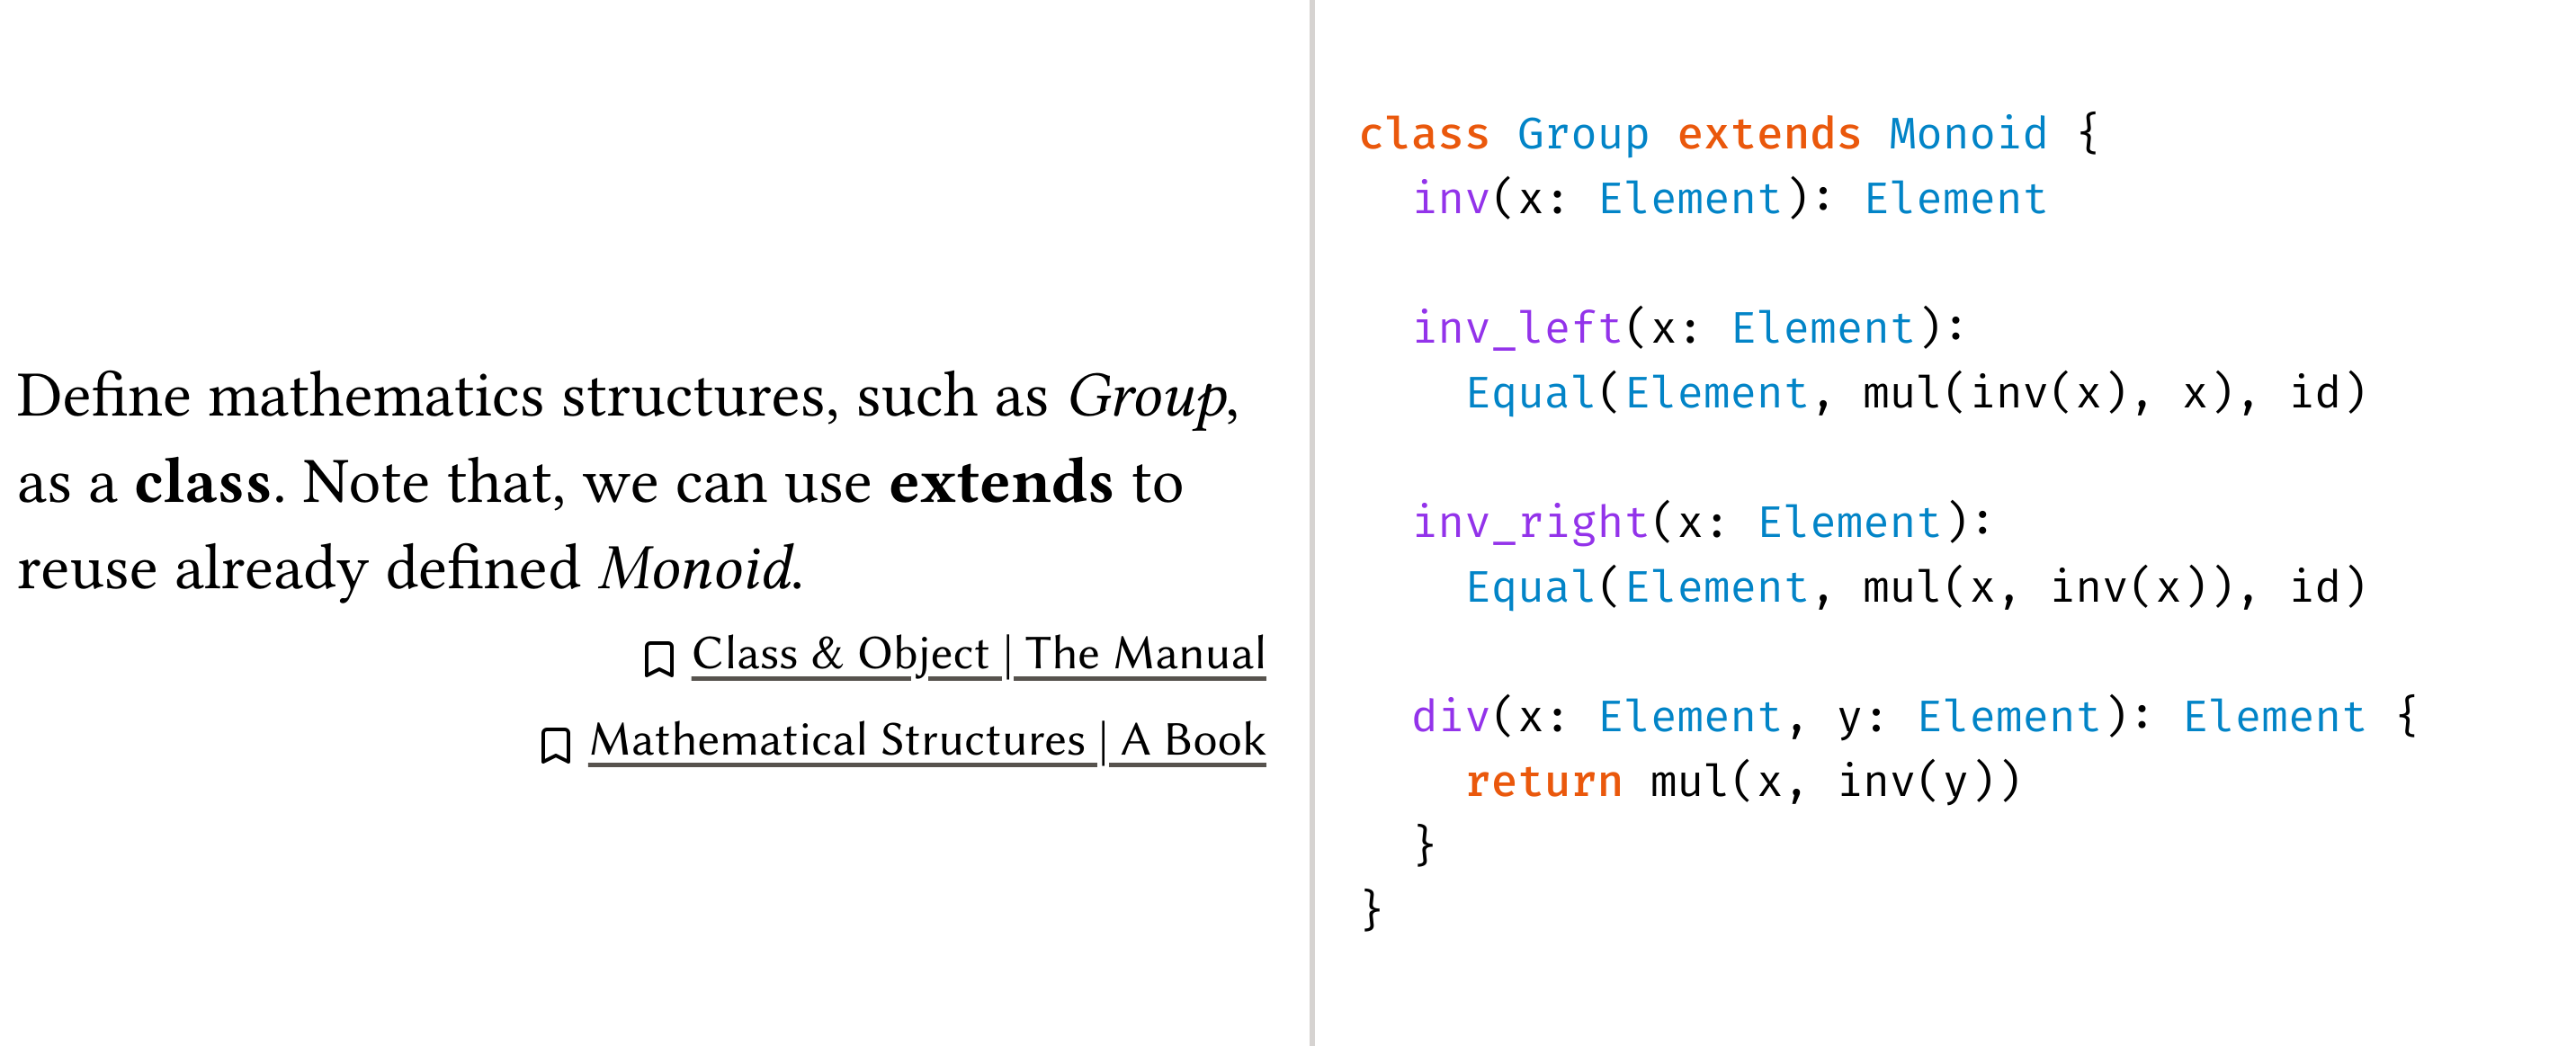 Define mathematics structures, such as Group,
as a class. Note that, we can use extends to
reuse already defined Monoid.
Class & Object | The Manual
Mathematical Structures | A Book
class Group extends Monoid {
  inv(x: Element): Element

  inv_left(x: Element):
    Equal(Element, mul(inv(x), x), id)

  inv_right(x: Element):
    Equal(Element, mul(x, inv(x)), id)

  div(x: Element, y: Element): Element {
    return mul(x, inv(y))
  }
}